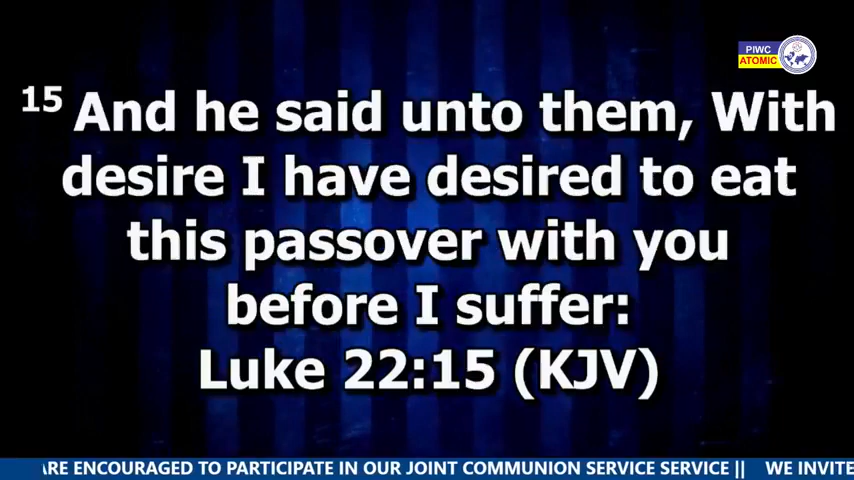 PIWC
ATOMIC
15 And he said unto them, With
desire I have desired to eat
this passover with you
before I suffer:
Luke 22:15 (KJV)
ARE ENCOURAGED TO PARTICIPATE IN OUR JOINT COMMUNION SERVICE SERVICE || WE INVITE